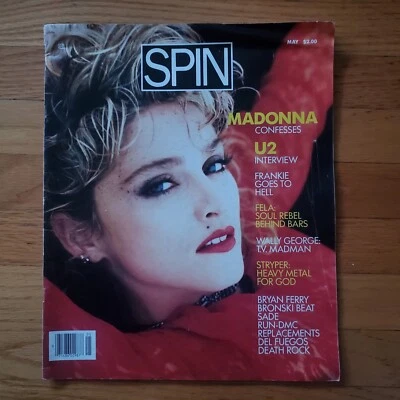 SPIN
MAY $2.00
MADONNA
CONFESSES
U2
INTERVIEW
FRANKIE
GOES TO
HELL
FELA:
SOUL REBEL
BEHIND BARS
WALLY GEORGE:
T.V. MADMAN
STRYPER:
HEAVY METAL
FOR GOD
BRYAN FERRY
BRONSKI BEAT
SADE
RUN-DMC
REPLACEMENTS
DEL FUEGOS
DEATH ROCK